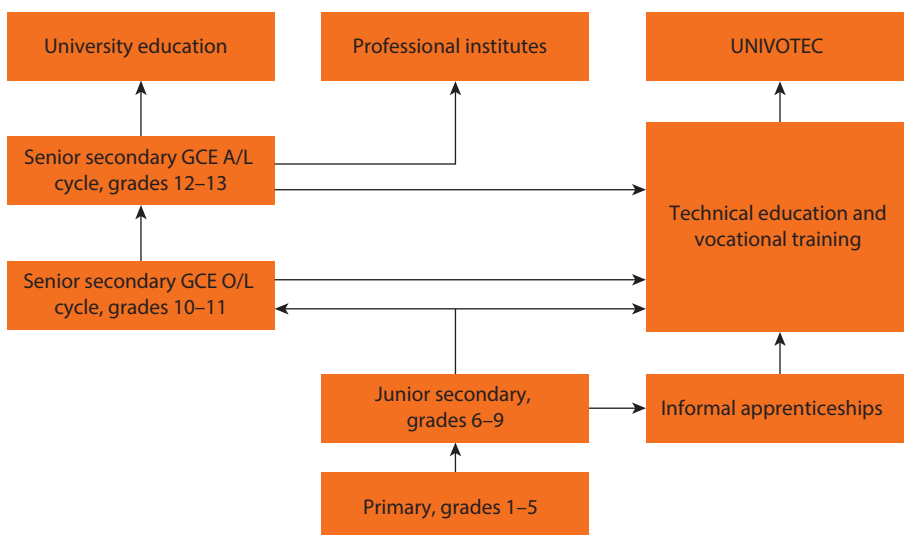 University education
Professional institutes
UNIVOTEC
Senior secondary GCE A/L
cycle, grades 12–13
Technical education and
vocational training
Senior secondary GCE O/L
cycle, grades 10–11
Junior secondary,
grades 6–9
Informal apprenticeships
Primary, grades 1–5